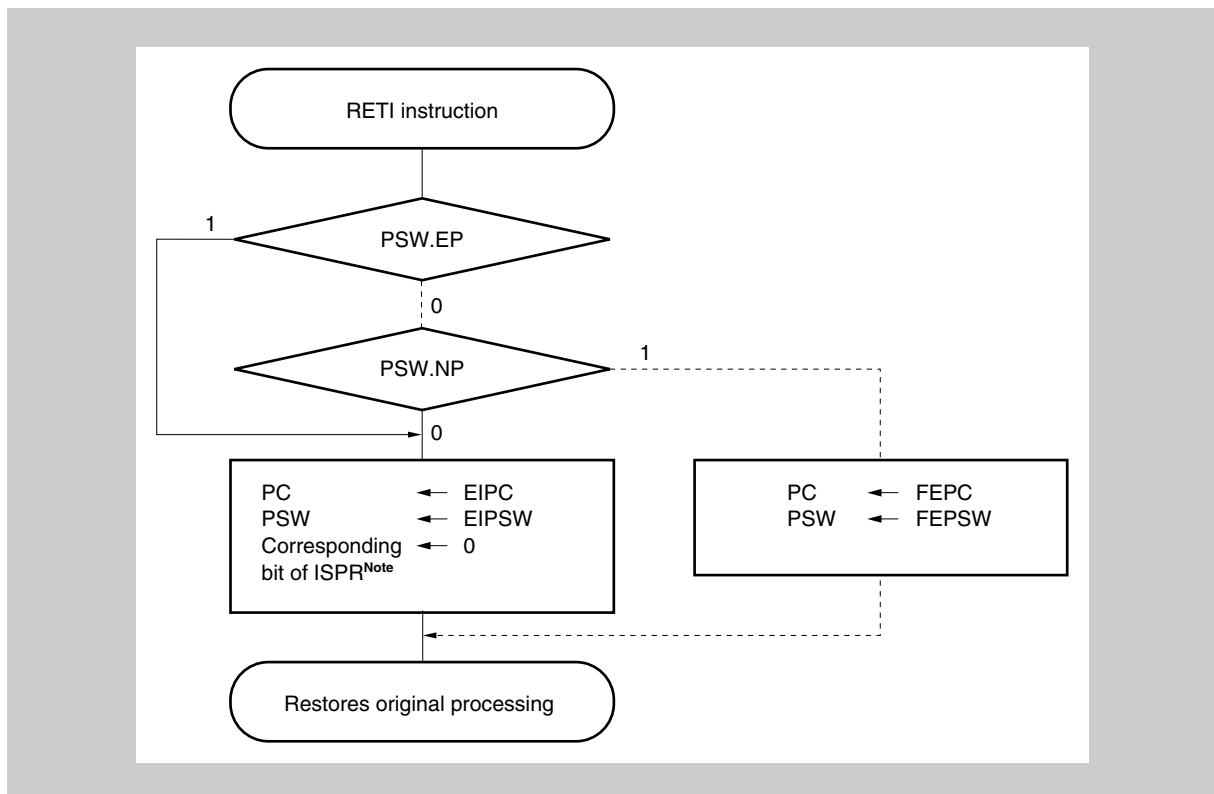 RETI instruction
1
PSW.EP
0
1
PSW.NP
0
PC ← EIPC
PSW ← EIPSW
Corresponding ← 0
bit of ISPRNote
PC ← FEPC
PSW ← FEPSW
Restores original processing